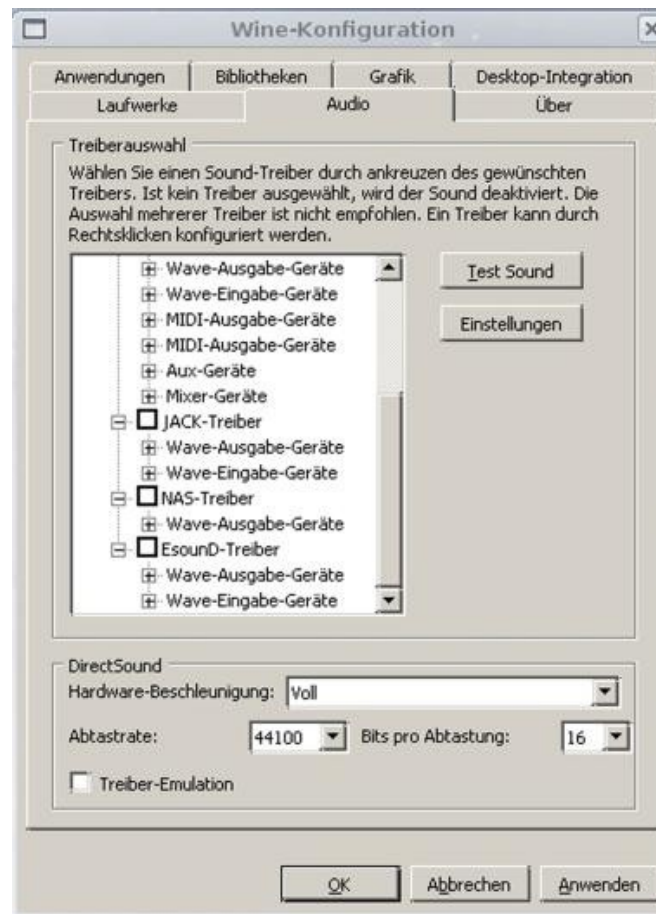 Wine-Konfiguration
Anwendungen Bibliotheken Grafik Desktop-Integration
Laufwerke Audio Über
Treiberauswahl
Wählen Sie einen Sound-Treiber durch ankreuzen des gewünschten
Treibers. Ist kein Treiber ausgewählt, wird der Sound deaktiviert. Die
Auswahl mehrerer Treiber ist nicht empfohlen. Ein Treiber kann durch
Rechtsklicken konfiguriert werden.
Wave-Ausgabe-Geräte
Wave-Eingabe-Geräte
MIDI-Ausgabe-Geräte
MIDI-Ausgabe-Geräte
Aux-Geräte
Mixer-Geräte
JACK-Treiber
Wave-Ausgabe-Geräte
Wave-Eingabe-Geräte
NAS-Treiber
Wave-Ausgabe-Geräte
EsounD-Treiber
Wave-Ausgabe-Geräte
Wave-Eingabe-Geräte
Test Sound
Einstellungen
DirectSound
Hardware-Beschleunigung: Voll
Abtastrate: 44100 Bits pro Abtastung: 16
Treiber-Emulation
OK Abbrechen Anwenden